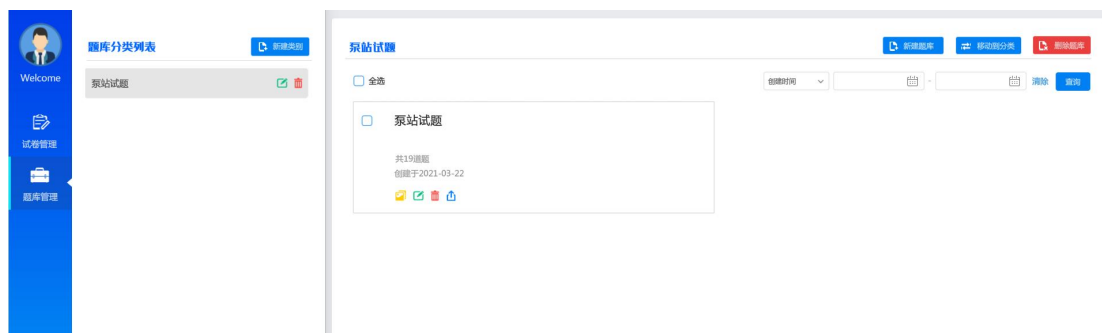 Welcome
试卷管理
题库管理
题库分类列表
新建类别
泵站试题
泵站试题
新建题库
移动到分类
删除题库
全选
创建时间
-
清除
查询
泵站试题
共19道题
创建于2021-03-22